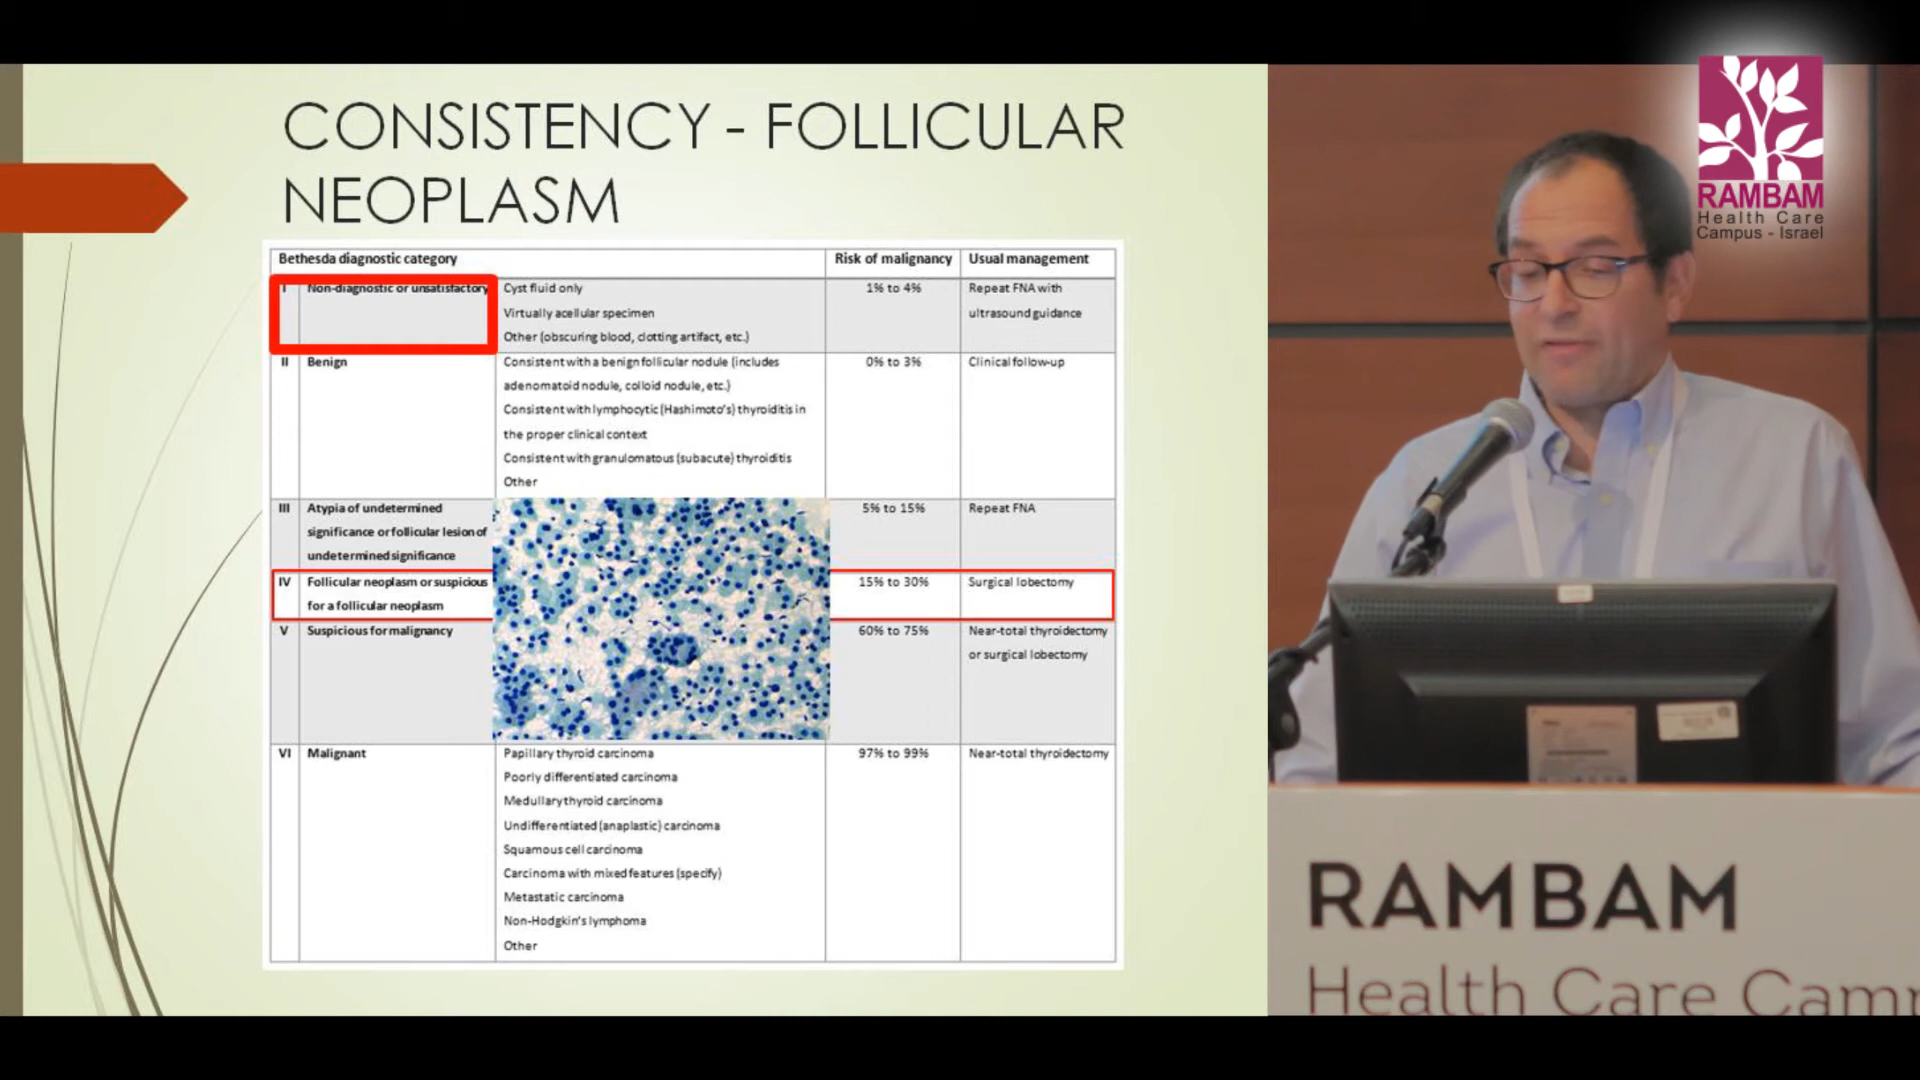 CONSISTENCY - FOLLICULAR
NEOPLASM
Bethesda diagnostic category Risk of malignancy Usual management
I Non-diagnostic or unsatisfactory Cyst fluid only 1% to 4% Repeat FNA with
Virtually acellular specimen ultrasound guidance
Other (obscuring blood, clotting artifact, etc.)
II Benign Consistent with a benign follicular nodule (includes 0% to 3% Clinical follow-up
adenomatoid nodule, colloid nodule, etc.)
Consistent with lymphocytic (Hashimoto's) thyroiditis in
the proper clinical context
Consistent with granulomatous (subacute) thyroiditis
Other
III Atypia of undetermined 5% to 15% Repeat FNA
significance or follicular lesion of
undetermined significance
IV Follicular neoplasm or suspicious 15% to 30% Surgical lobectomy
for a follicular neoplasm
V Suspicious for malignancy 60% to 75% Near-total thyroidectomy
or surgical lobectomy
VI Malignant Papillary thyroid carcinoma 97% to 99% Near-total thyroidectomy
Poorly differentiated carcinoma
Medullary thyroid carcinoma
Undifferentiated (anaplastic) carcinoma
Squamous cell carcinoma
Carcinoma with mixed features (specify)
Metastatic carcinoma
Non-Hodgkin's lymphoma
Other
RAMBAM
Health Care
Campus - Israel
RAMBAM
Health Care Cam